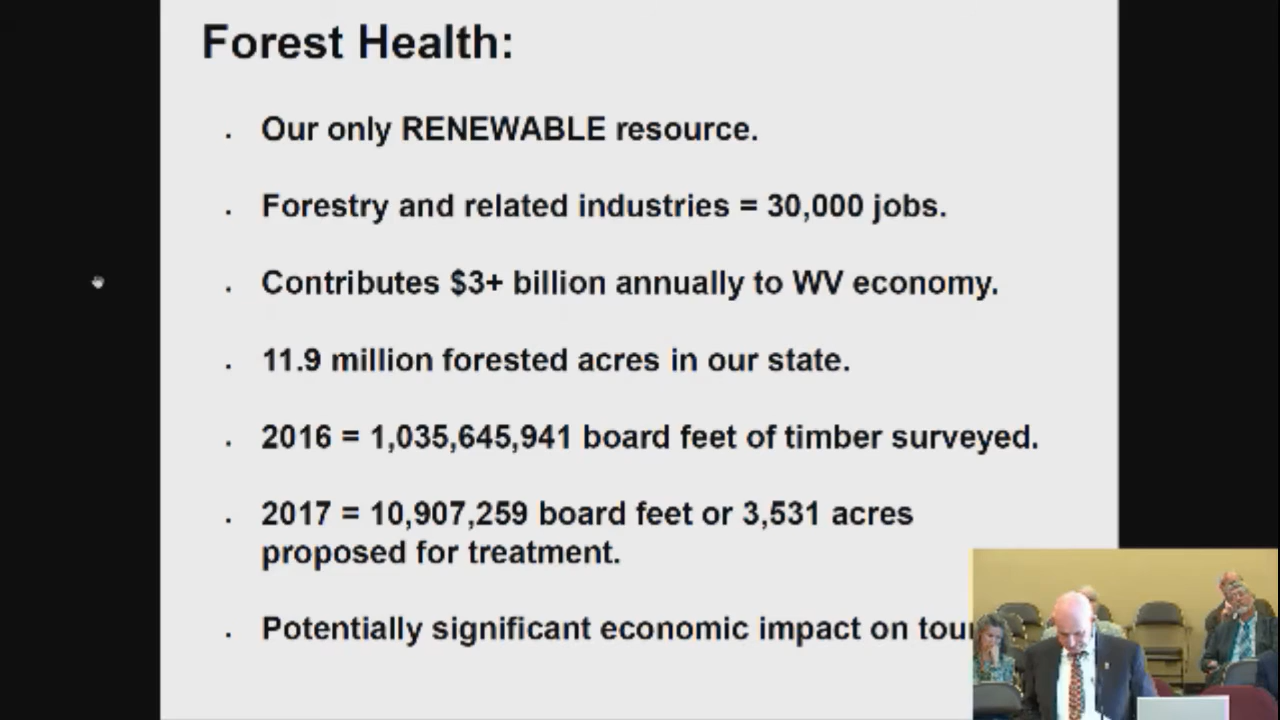 Forest Health:
. Our only RENEWABLE resource.
. Forestry and related industries = 30,000 jobs.
. Contributes $3+ billion annually to WV economy.
. 11.9 million forested acres in our state.
. 2016 = 1,035,645,941 board feet of timber surveyed.
. 2017 = 10,907,259 board feet or 3,531 acres
proposed for treatment.
. Potentially significant economic impact on